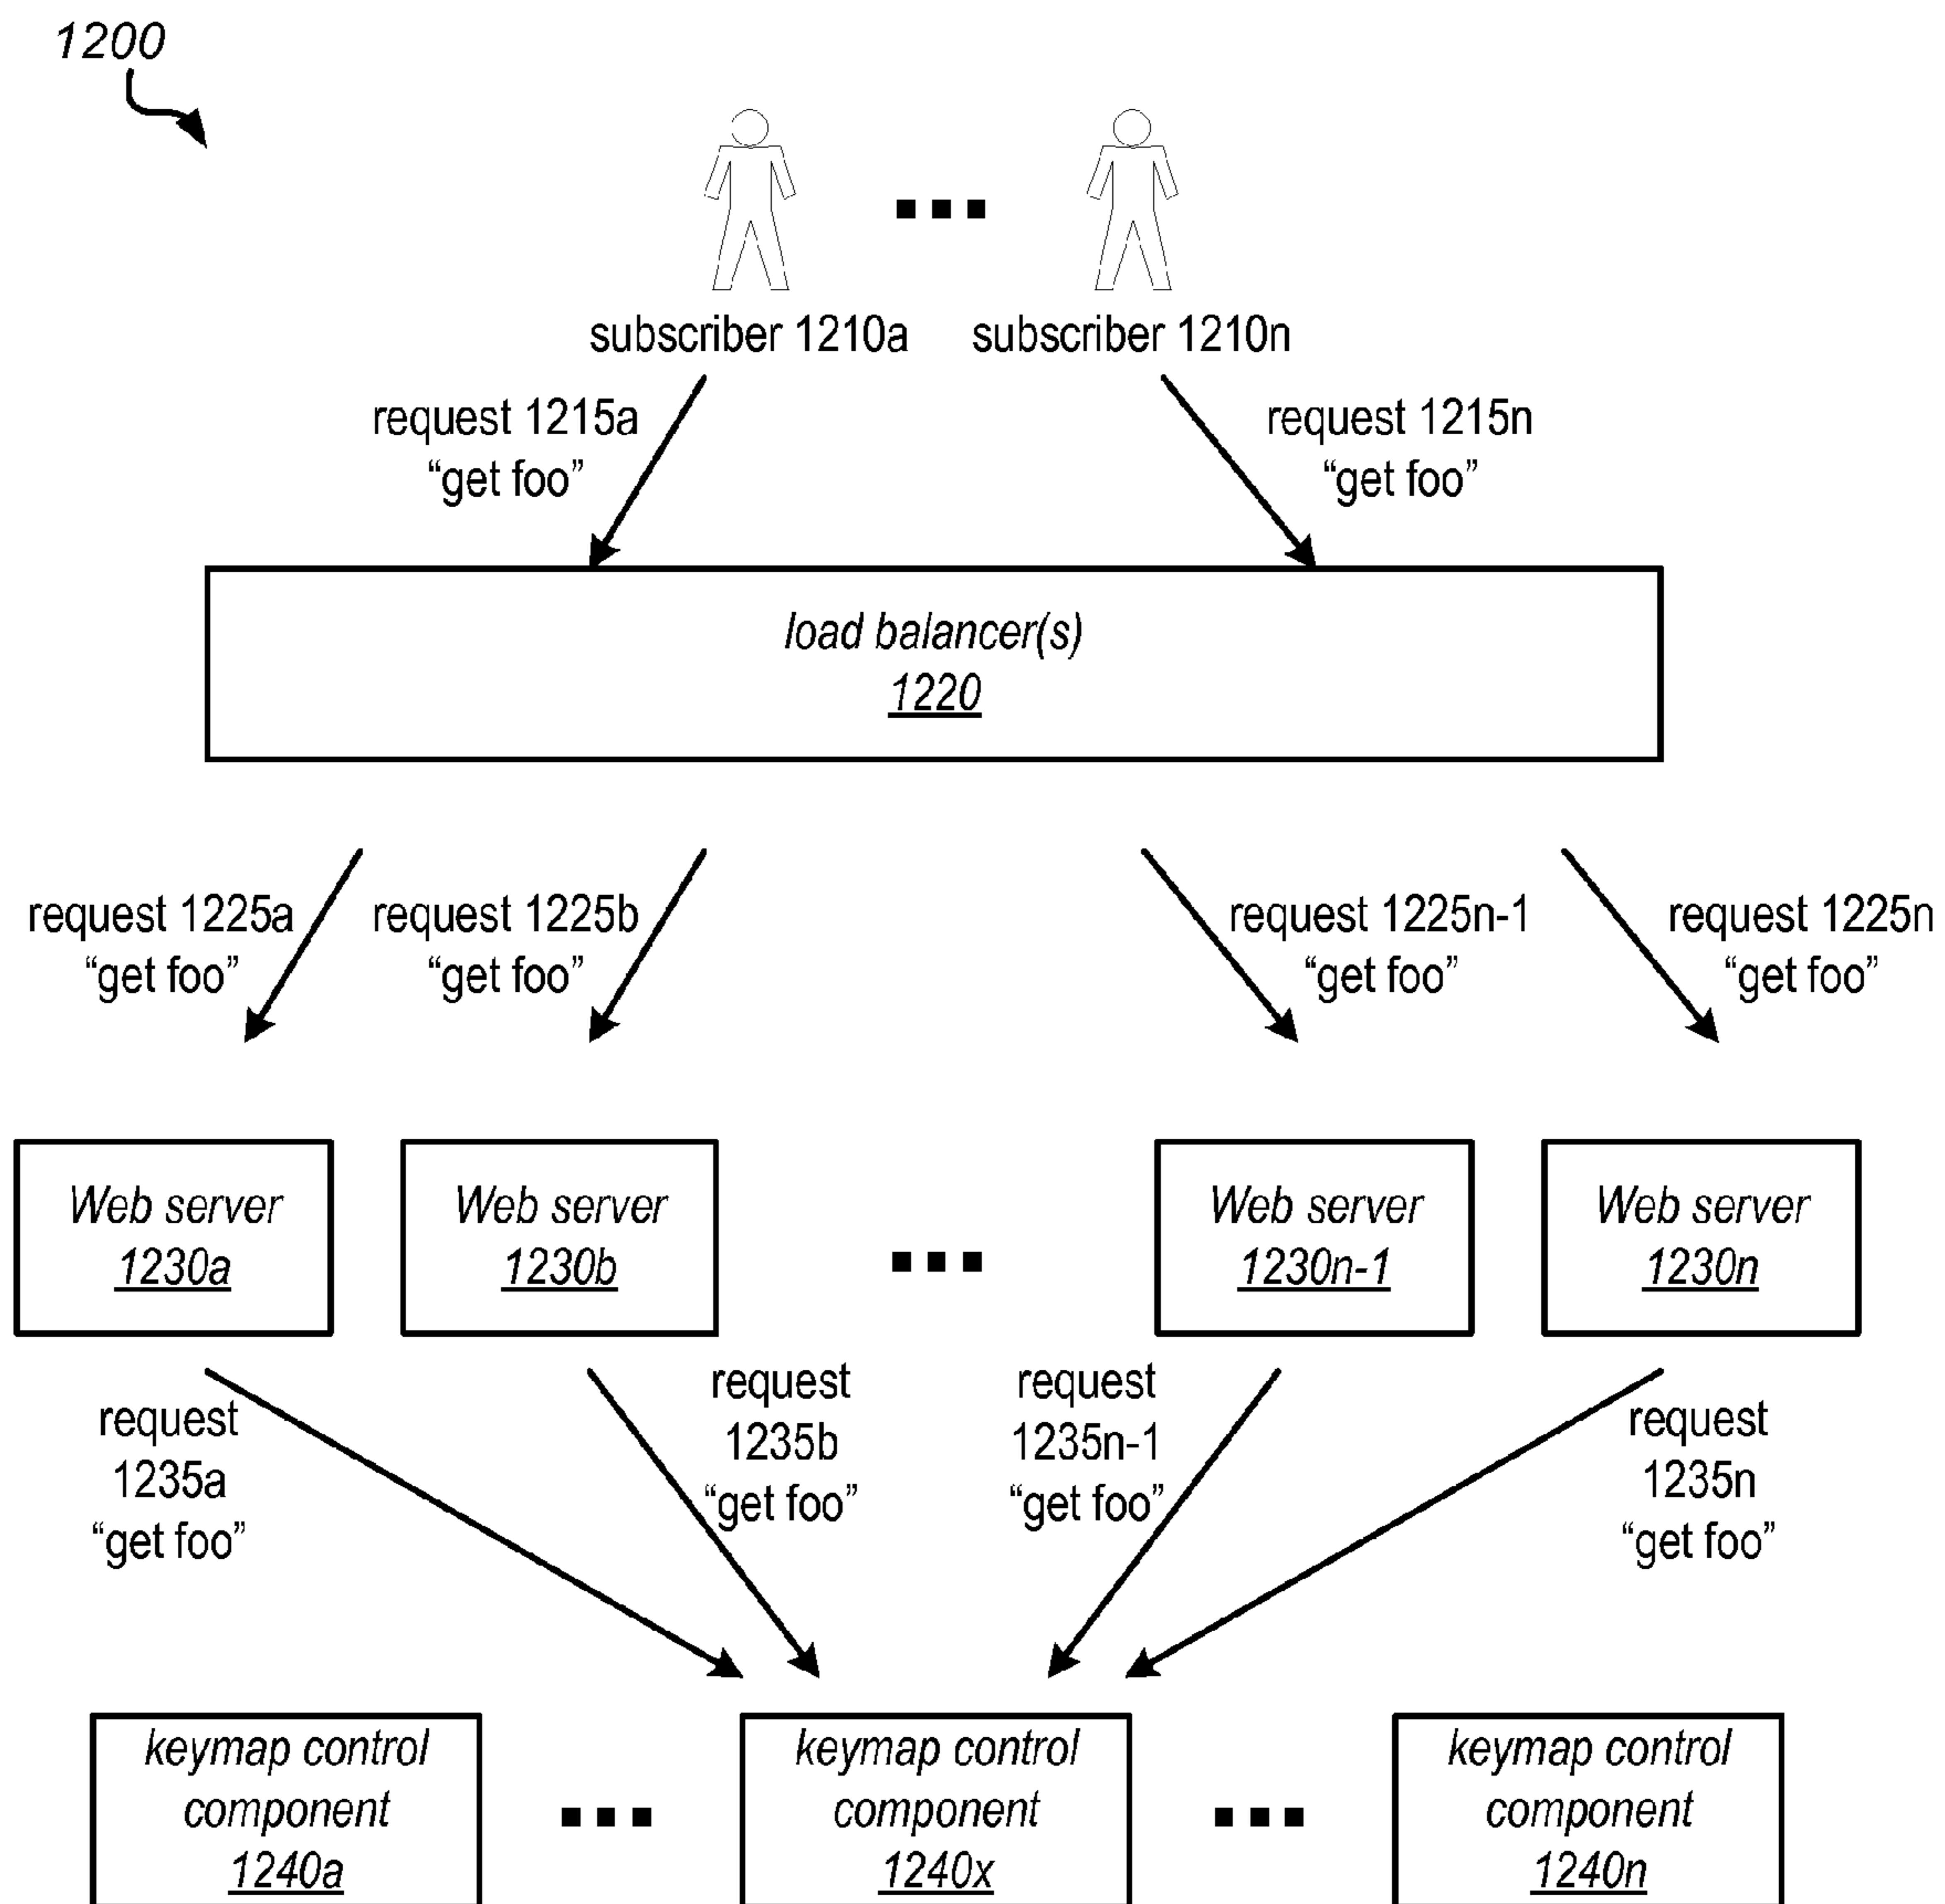 1200
subscriber 1210a
subscriber 1210n
request 1215a
"get foo"
request 1215n
"get foo"
load balancer(s)
1220
request 1225a
“get foo”
request 1225b
“get foo”
request 1225n-1
“get foo”
request 1225n
“get foo”
Web server
1230a
Web server
1230b
Web server
1230n-1
Web server
1230n
request
1235a
“get foo”
request
1235b
“get foo”
request
1235n-1
“get foo”
request
1235n
“get foo”
keymap control
component
1240a
keymap control
component
1240x
keymap control
component
1240n